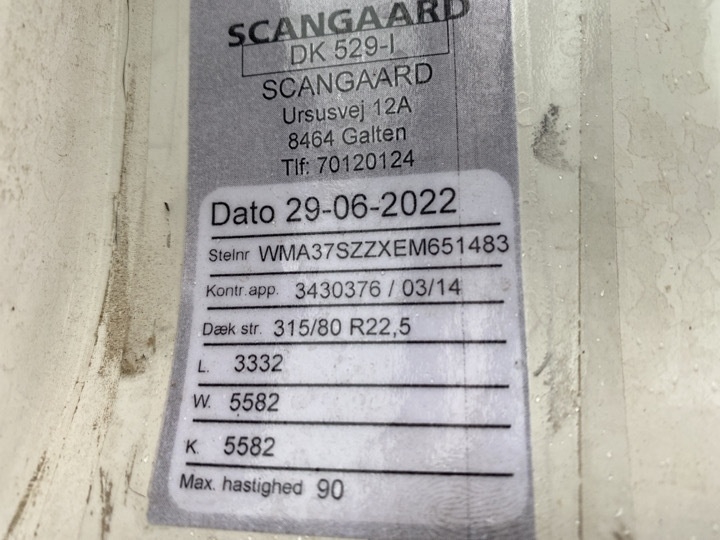 SCANGAARD
DK 529-I
SCANGAARD
Ursusvej 12A
8464 Galten
Tlf: 70120124
Dato 29-06-2022
Stelnr WMA37SZZXEM651483
Kontr.app. 3430376 / 03/14
Dæk str. 315/80 R22,5
L. 3332
W. 5582
K. 5582
Max. hastighed 90